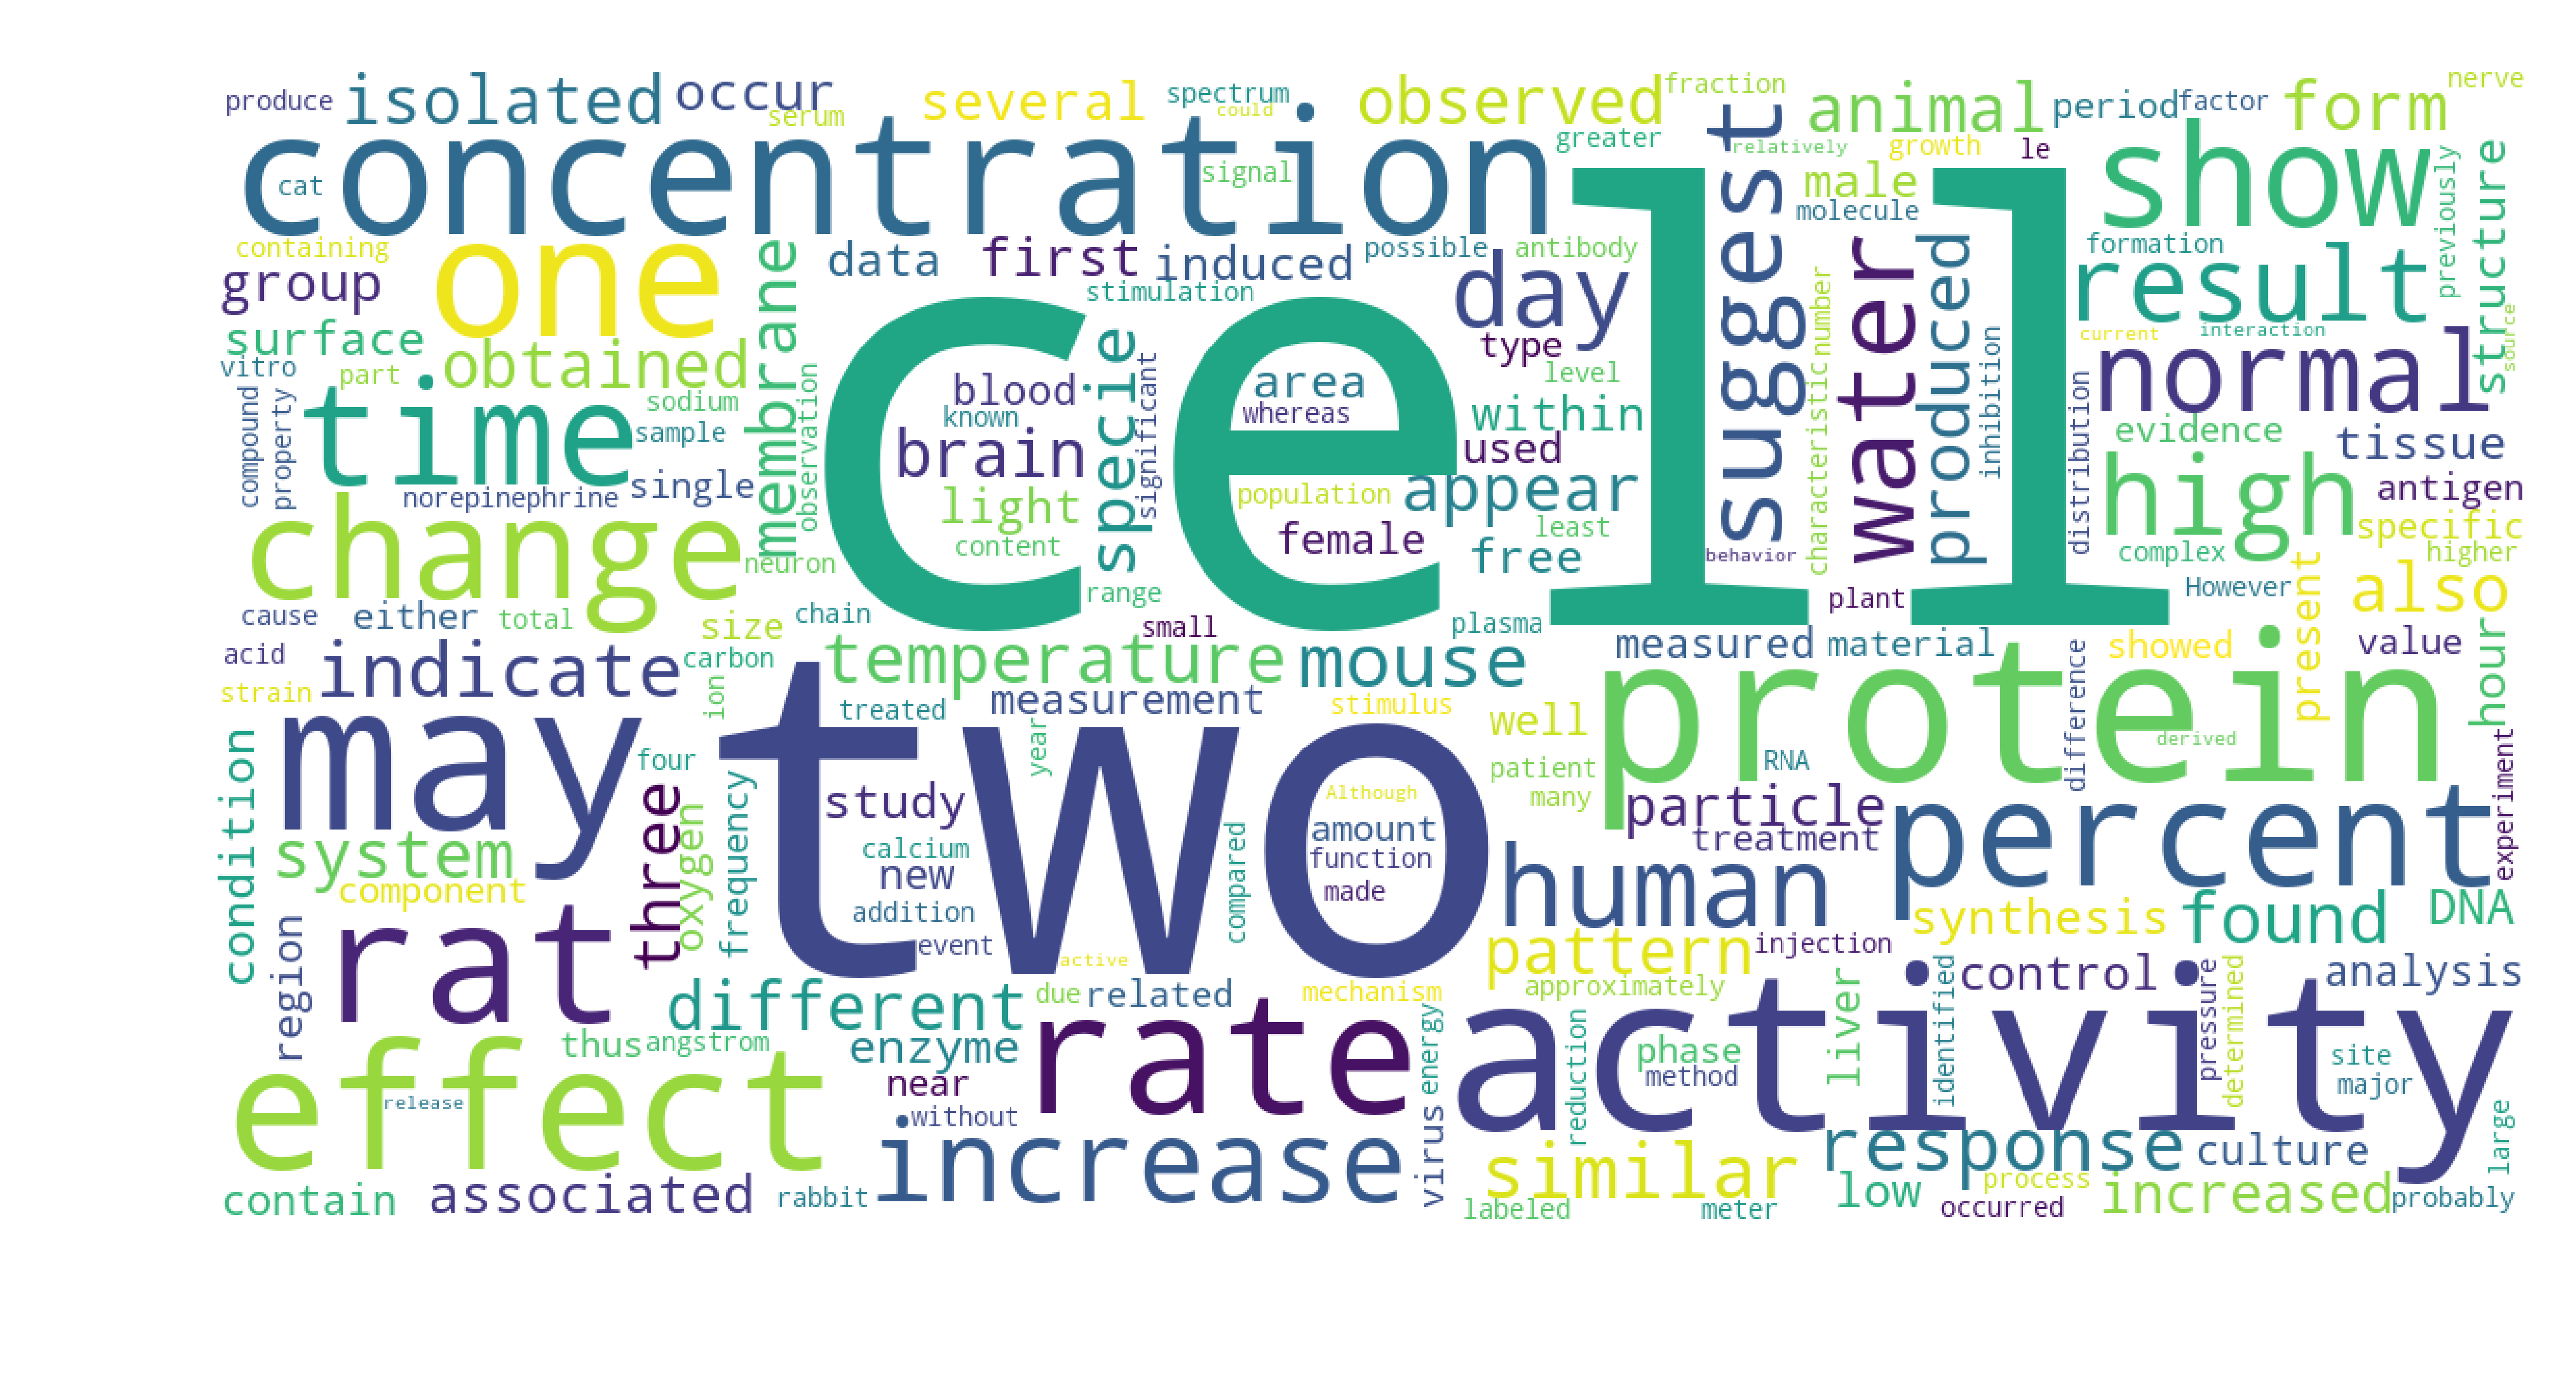 produce
isolated
occur
serum
several
spectrum
could
observed
fraction
animal
period
factor
form
nerve
concentration
cat
signal
greater
suggest
relatively
growth
le
male
molecule
show
previously
structure
containing
group
one
membrane
data
first
induced
stimulation
possible
antibody
day
water
produced
formation
result
current
interaction
source
surface
vitro
part
obtained
time
sodium
sample
compound
property
norepinephrine
single
observation
cell
blood
known
brain
specie
significant
area
whereas
type
level
within
used
characteristic
number
inhibition
distribution
normal
evidence
tissue
high
antigen
specific
complex
higher
change
neuron
light
content
population
female
appear
least
free
behavior
range
plant
However
present
also
cause
either
total
size
chain
small
plasma
measured
material
difference
showed
value
hour
acid
indicate
carbon
temperature
mouse
strain
ion
treated
measurement
stimulus
well
protein
derived
may
condition
four
two
year
patient
many
RNA
particle
treatment
percent
experiment
system
component
three
oxygen
frequency
study
calcium
new
addition
event
compared
Although
amount
function
made
human
synthesis
found
DNA
region
rat
active
pattern
injection
different
due
related
mechanism
approximately
liver
identified
control
pressure
determined
analysis
effect
release
thus
angstrom
enzyme
near
without
rate
virus
energy
reduction
phase
method
activity
site
major
large
contain
associated
rabbit
increase
labeled
similar
meter
response
low
process
occurred
culture
increased
probably